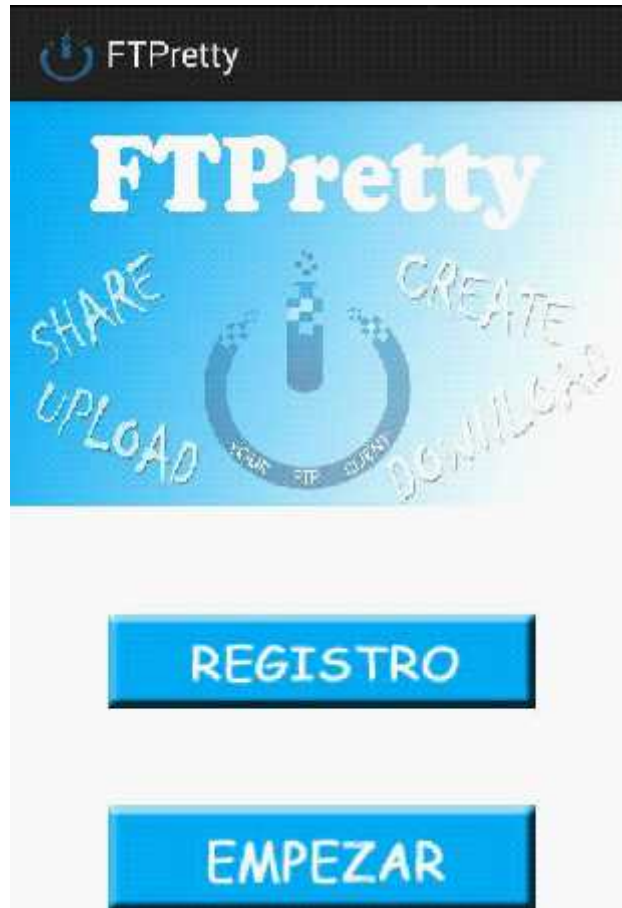 FTPretty
FTPretty
SHARE
CREATE
UPLOAD
DOWNLOAD
YOUR FTP CLIENT
REGISTRO
EMPEZAR